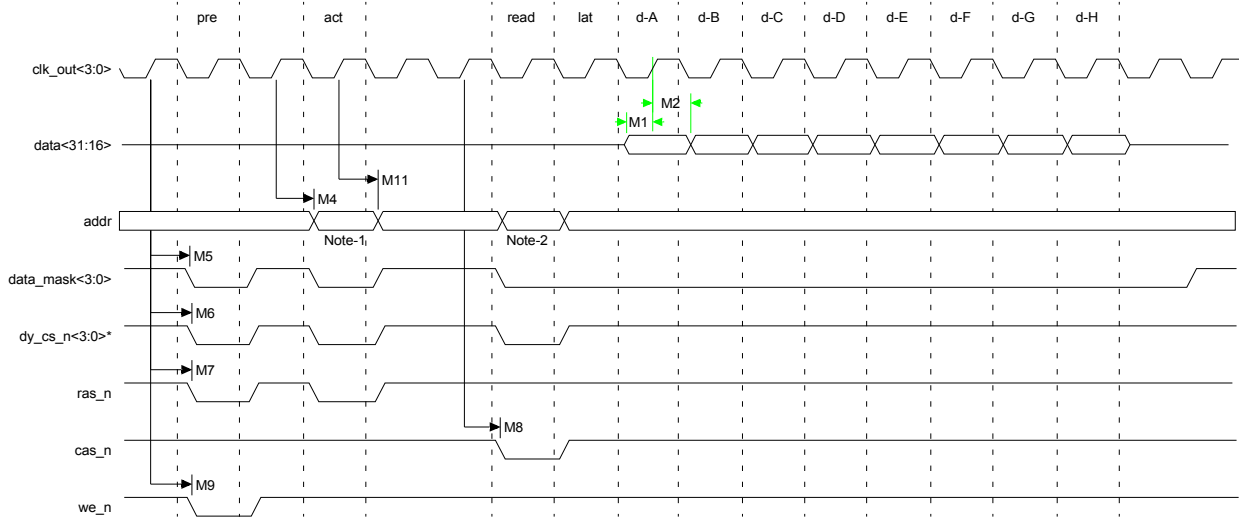 pre act read lat d-A d-B d-C d-D d-E d-F d-G d-H
clk_out<3:0>
M2
M1
data<31:16>
M11
M4
addr
Note-1 Note-2
M5
data_mask<3:0>
M6
dy_cs_n<3:0>*
M7
ras_n
M8
cas_n
M9
we_n